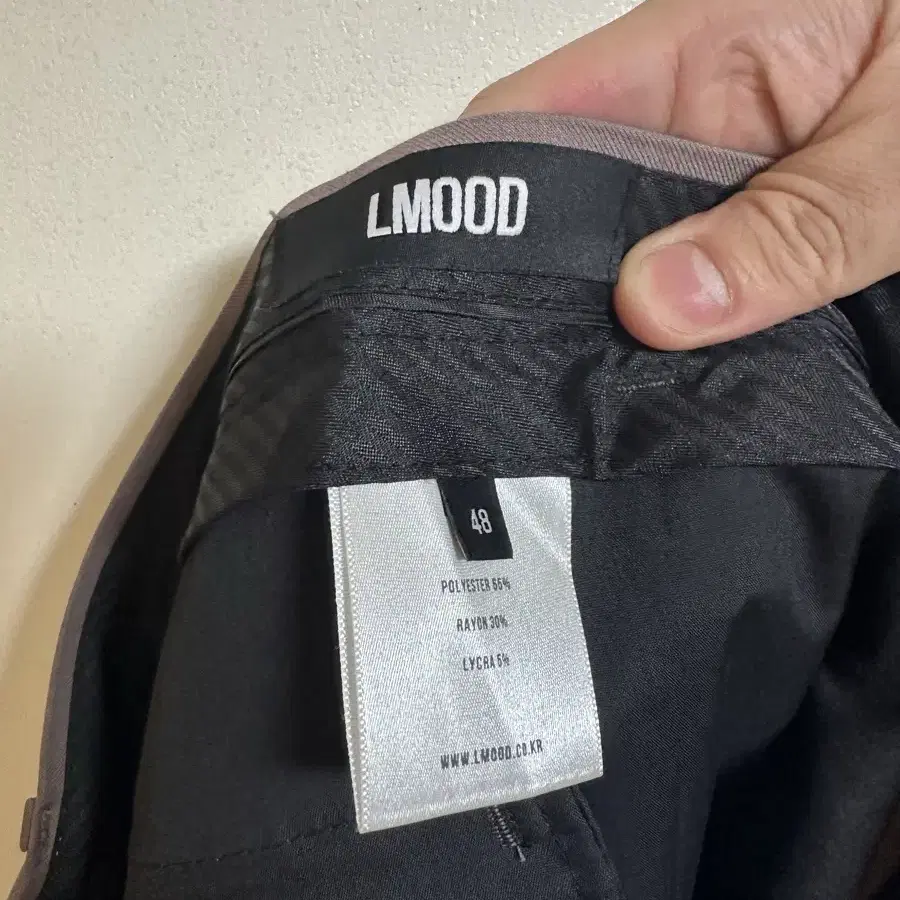 LMOOD
48
POLYESTER 65%
RAYON 30%
LYCRA 5%
WWW.LMOOD.CO.KR